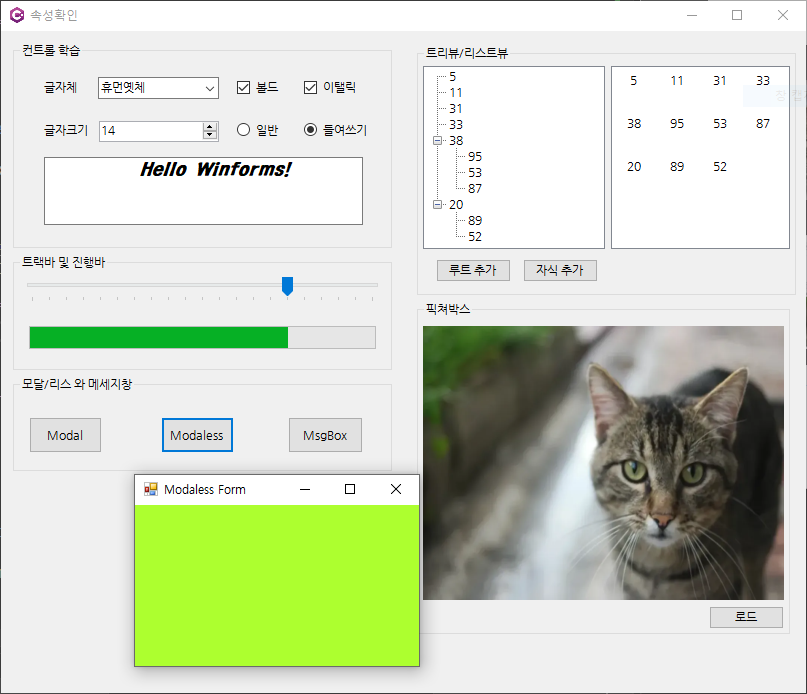 속성확인
컨트롤 학습
글자체 휴먼옛체 볼드 이탤릭
글자크기 14 일반 들여쓰기
Hello Winforms!
트랙바 및 진행바
모달/리스 와 메세지창
Modal Modaless MsgBox
Modaless Form
트리뷰/리스트뷰
5
11
31
33
38
95
53
87
20
89
52
5 11 31 33
38 95 53 87
20 89 52
루트 추가 자식 추가
픽쳐박스
로드